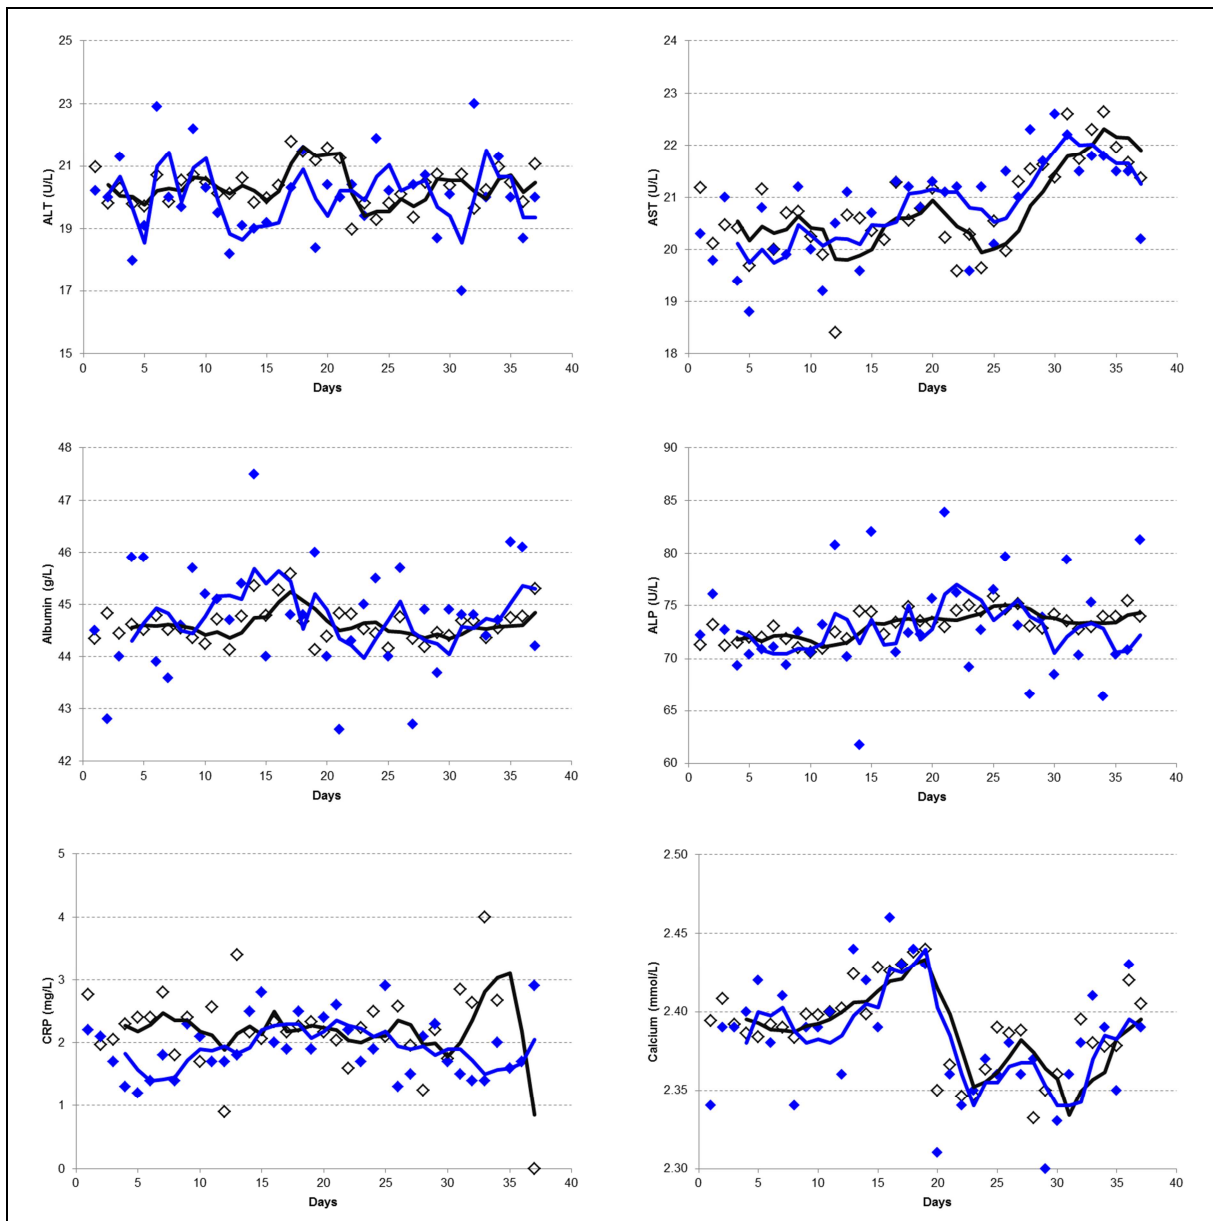 ALT (U/L)
25
23
21
19
17
15
0 5 10 15 20 25 30 35 40
Days
AST (U/L)
24
23
22
21
20
19
18
0 5 10 15 20 25 30 35 40
Days
Albumin (g/L)
48
47
46
45
44
43
42
0 5 10 15 20 25 30 35 40
Days
ALP (U/L)
90
85
80
75
70
65
60
0 5 10 15 20 25 30 35 40
Days
CRP (mg/L)
5
4
3
2
1
0
0 5 10 15 20 25 30 35 40
Days
Calcium (mmol/L)
2.50
2.45
2.40
2.35
2.30
0 5 10 15 20 25 30 35 40
Days